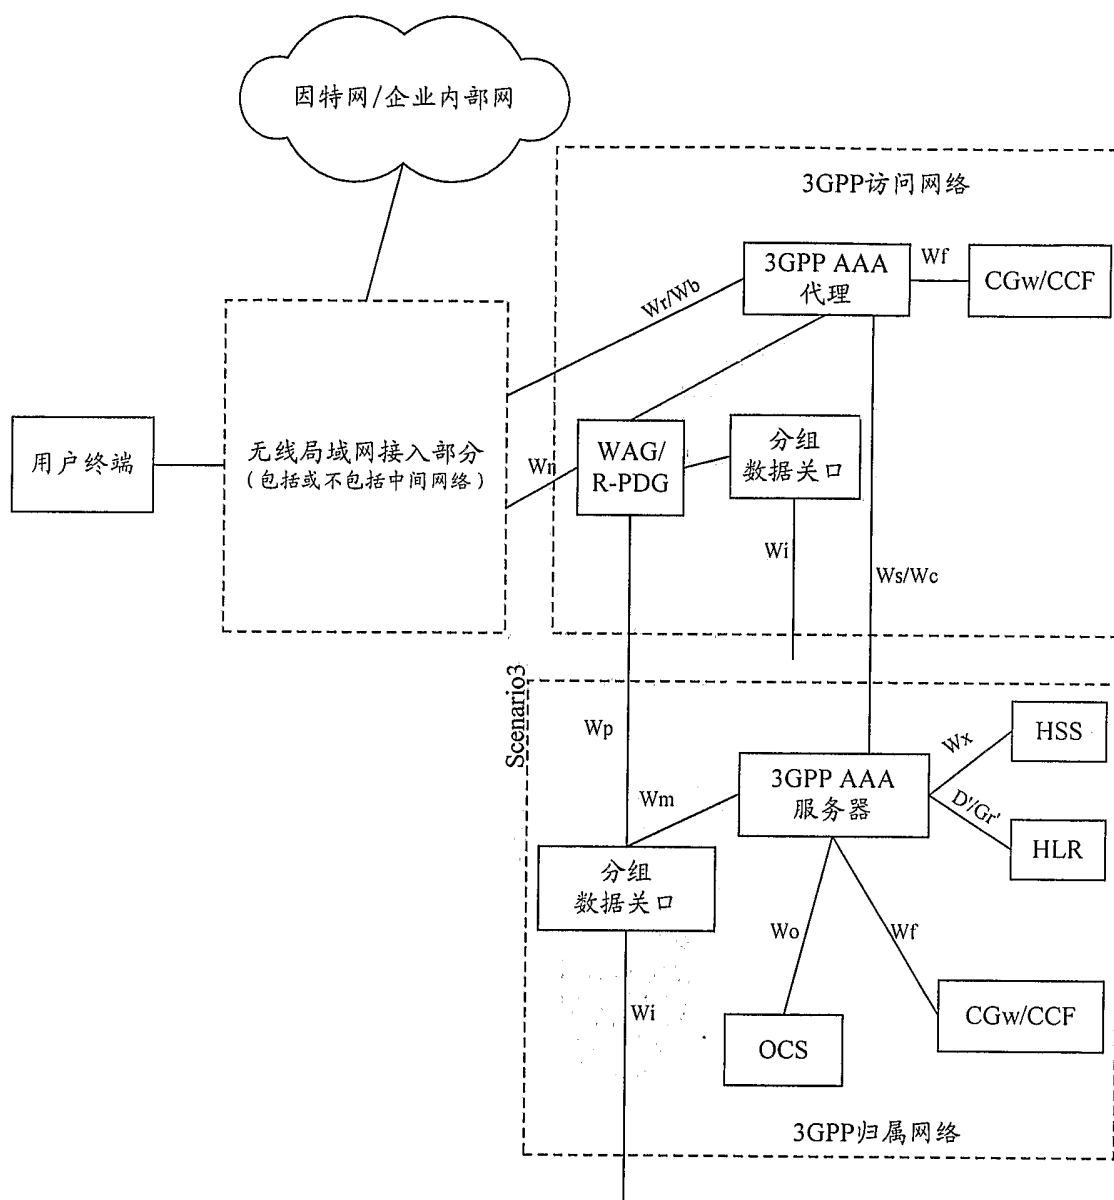 因特网/企业内部网
3GPP访问网络
3GPP AAA
代理
Wf
CGw/CCF
Wr/Wb
用户终端
无线局域网接入部分
(包括或不包括中间网络)
Wn
WAG/
R-PDG
分组
数据关口
Wi
Ws/Wc
Scenario3
Wp
Wm
3GPP AAA
服务器
Wx
HSS
D'/Gr'
HLR
分组
数据关口
Wo
Wf
Wi
OCS
CGw/CCF
3GPP归属网络